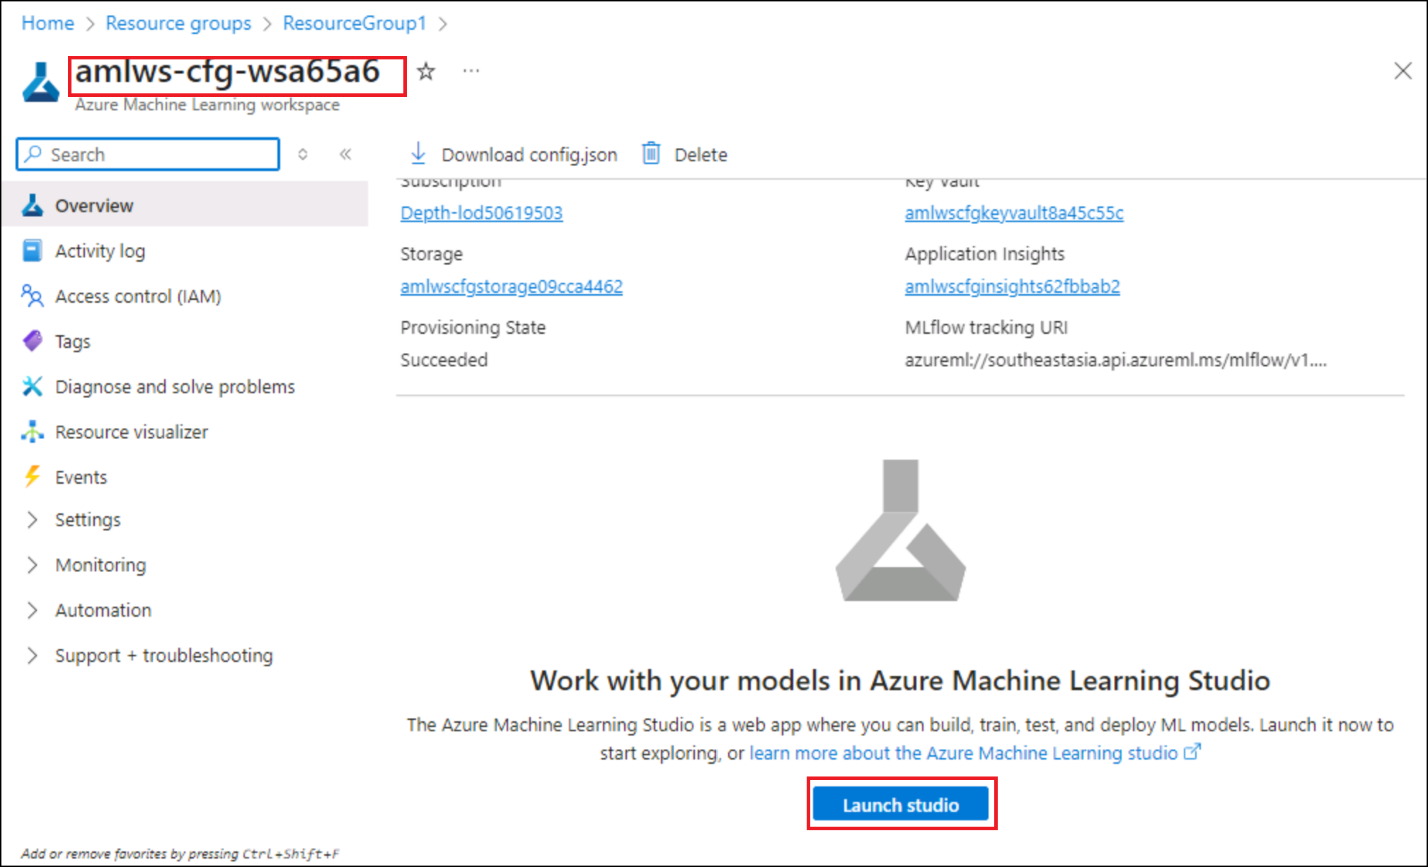 Home > Resource groups > ResourceGroup1 >
amlws-cfg-wsa65a6
Azure Machine Learning workspace
Search
Download config.json
Delete
Overview
Activity log
Access control (IAM)
Tags
Diagnose and solve problems
Resource visualizer
Events
Settings
Monitoring
Automation
Support + troubleshooting
Subscription
Depth-lod50619503
Storage
amlwscfgstorage09cca4462
Provisioning State
Succeeded
Key Vault
amlwscfgkeyvault8a45c55c
Application Insights
amlwscfginsights62fbbab2
MLflow tracking URI
azureml://southeastasia.api.azureml.ms/mlflow/v1....
Work with your models in Azure Machine Learning Studio
The Azure Machine Learning Studio is a web app where you can build, train, test, and deploy ML models. Launch it now to
start exploring, or learn more about the Azure Machine Learning studio
Launch studio
Add or remove favorites by pressing Ctrl+Shift+F